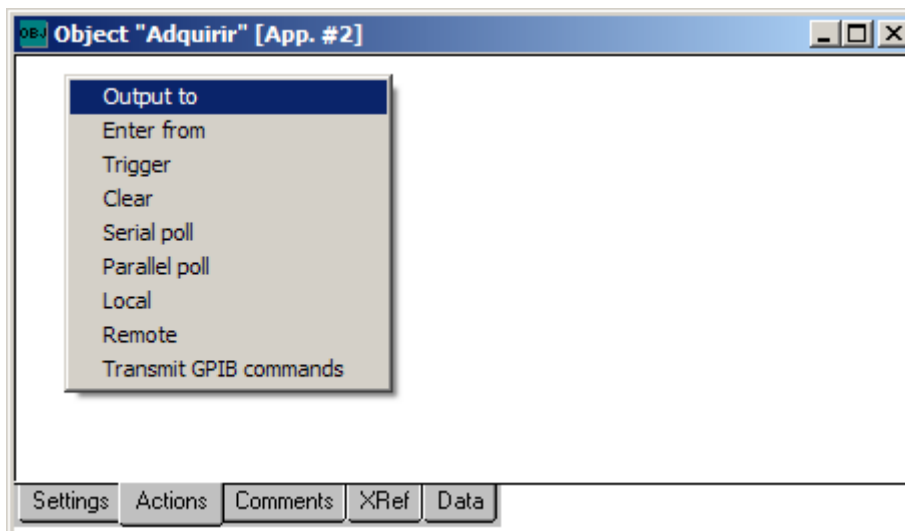 OBJ Object "Adquirir" [App. #2]
Output to
Enter from
Trigger
Clear
Serial poll
Parallel poll
Local
Remote
Transmit GPIB commands
Settings Actions Comments XRef Data